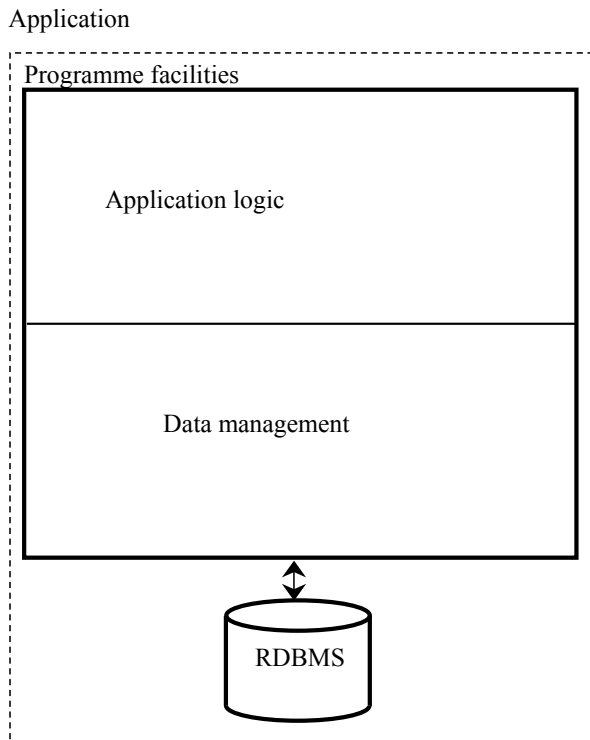 Application
Programme facilities
Application logic
Data management
RDBMS